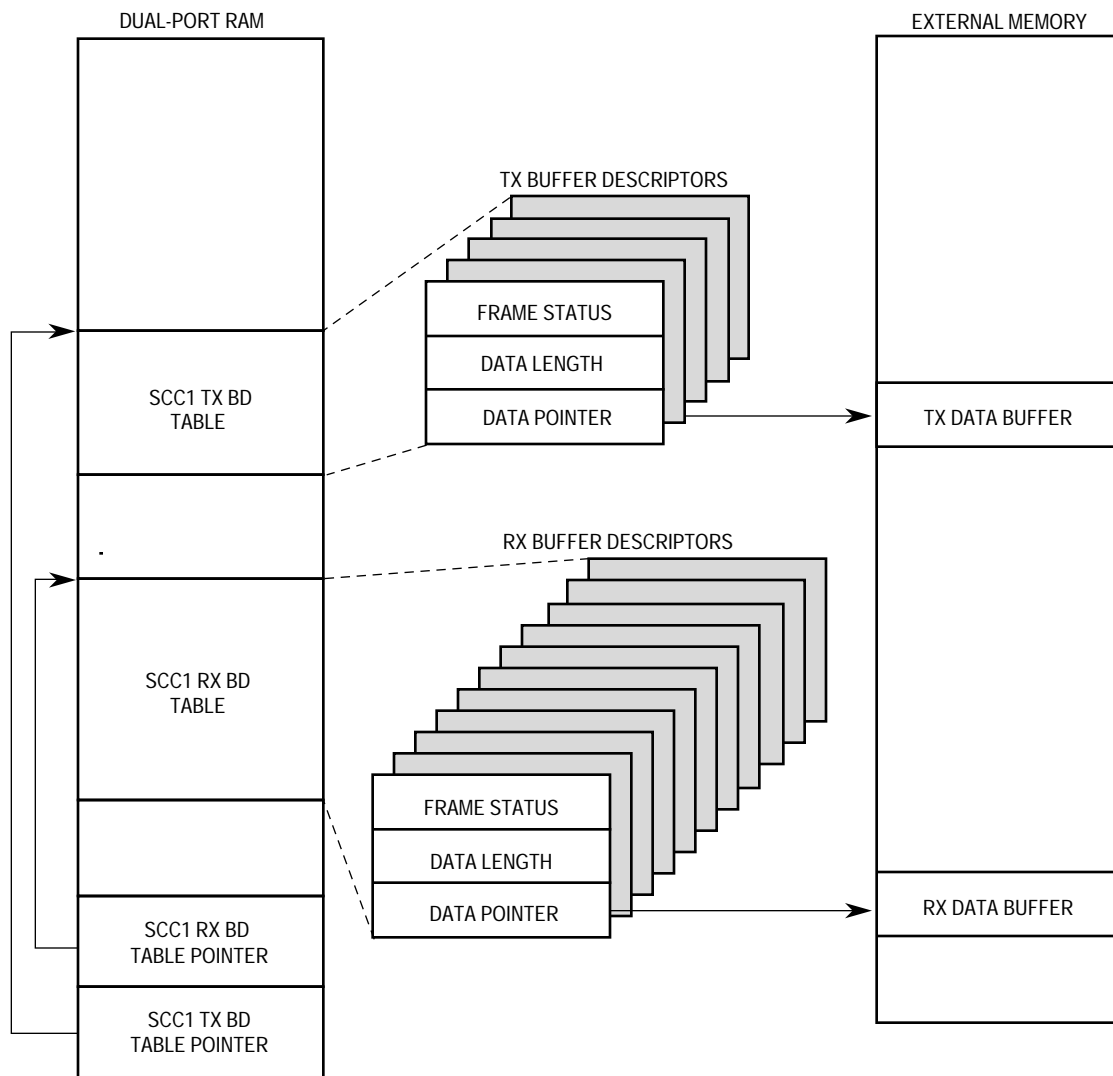 DUAL-PORT RAM
EXTERNAL MEMORY
TX BUFFER DESCRIPTORS
FRAME STATUS
DATA LENGTH
DATA POINTER
SCC1 TX BD
TABLE
TX DATA BUFFER
RX BUFFER DESCRIPTORS
SCC1 RX BD
TABLE
FRAME STATUS
DATA LENGTH
DATA POINTER
RX DATA BUFFER
SCC1 RX BD
TABLE POINTER
SCC1 TX BD
TABLE POINTER